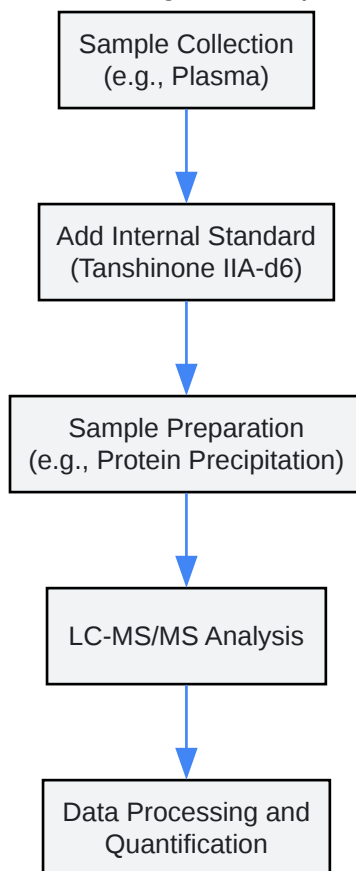 Sample Collection
(e.g., Plasma)
Add Internal Standard
(Tanshinone IIA-d6)
Sample Preparation
(e.g., Protein Precipitation)
LC-MS/MS Analysis
Data Processing and
Quantification